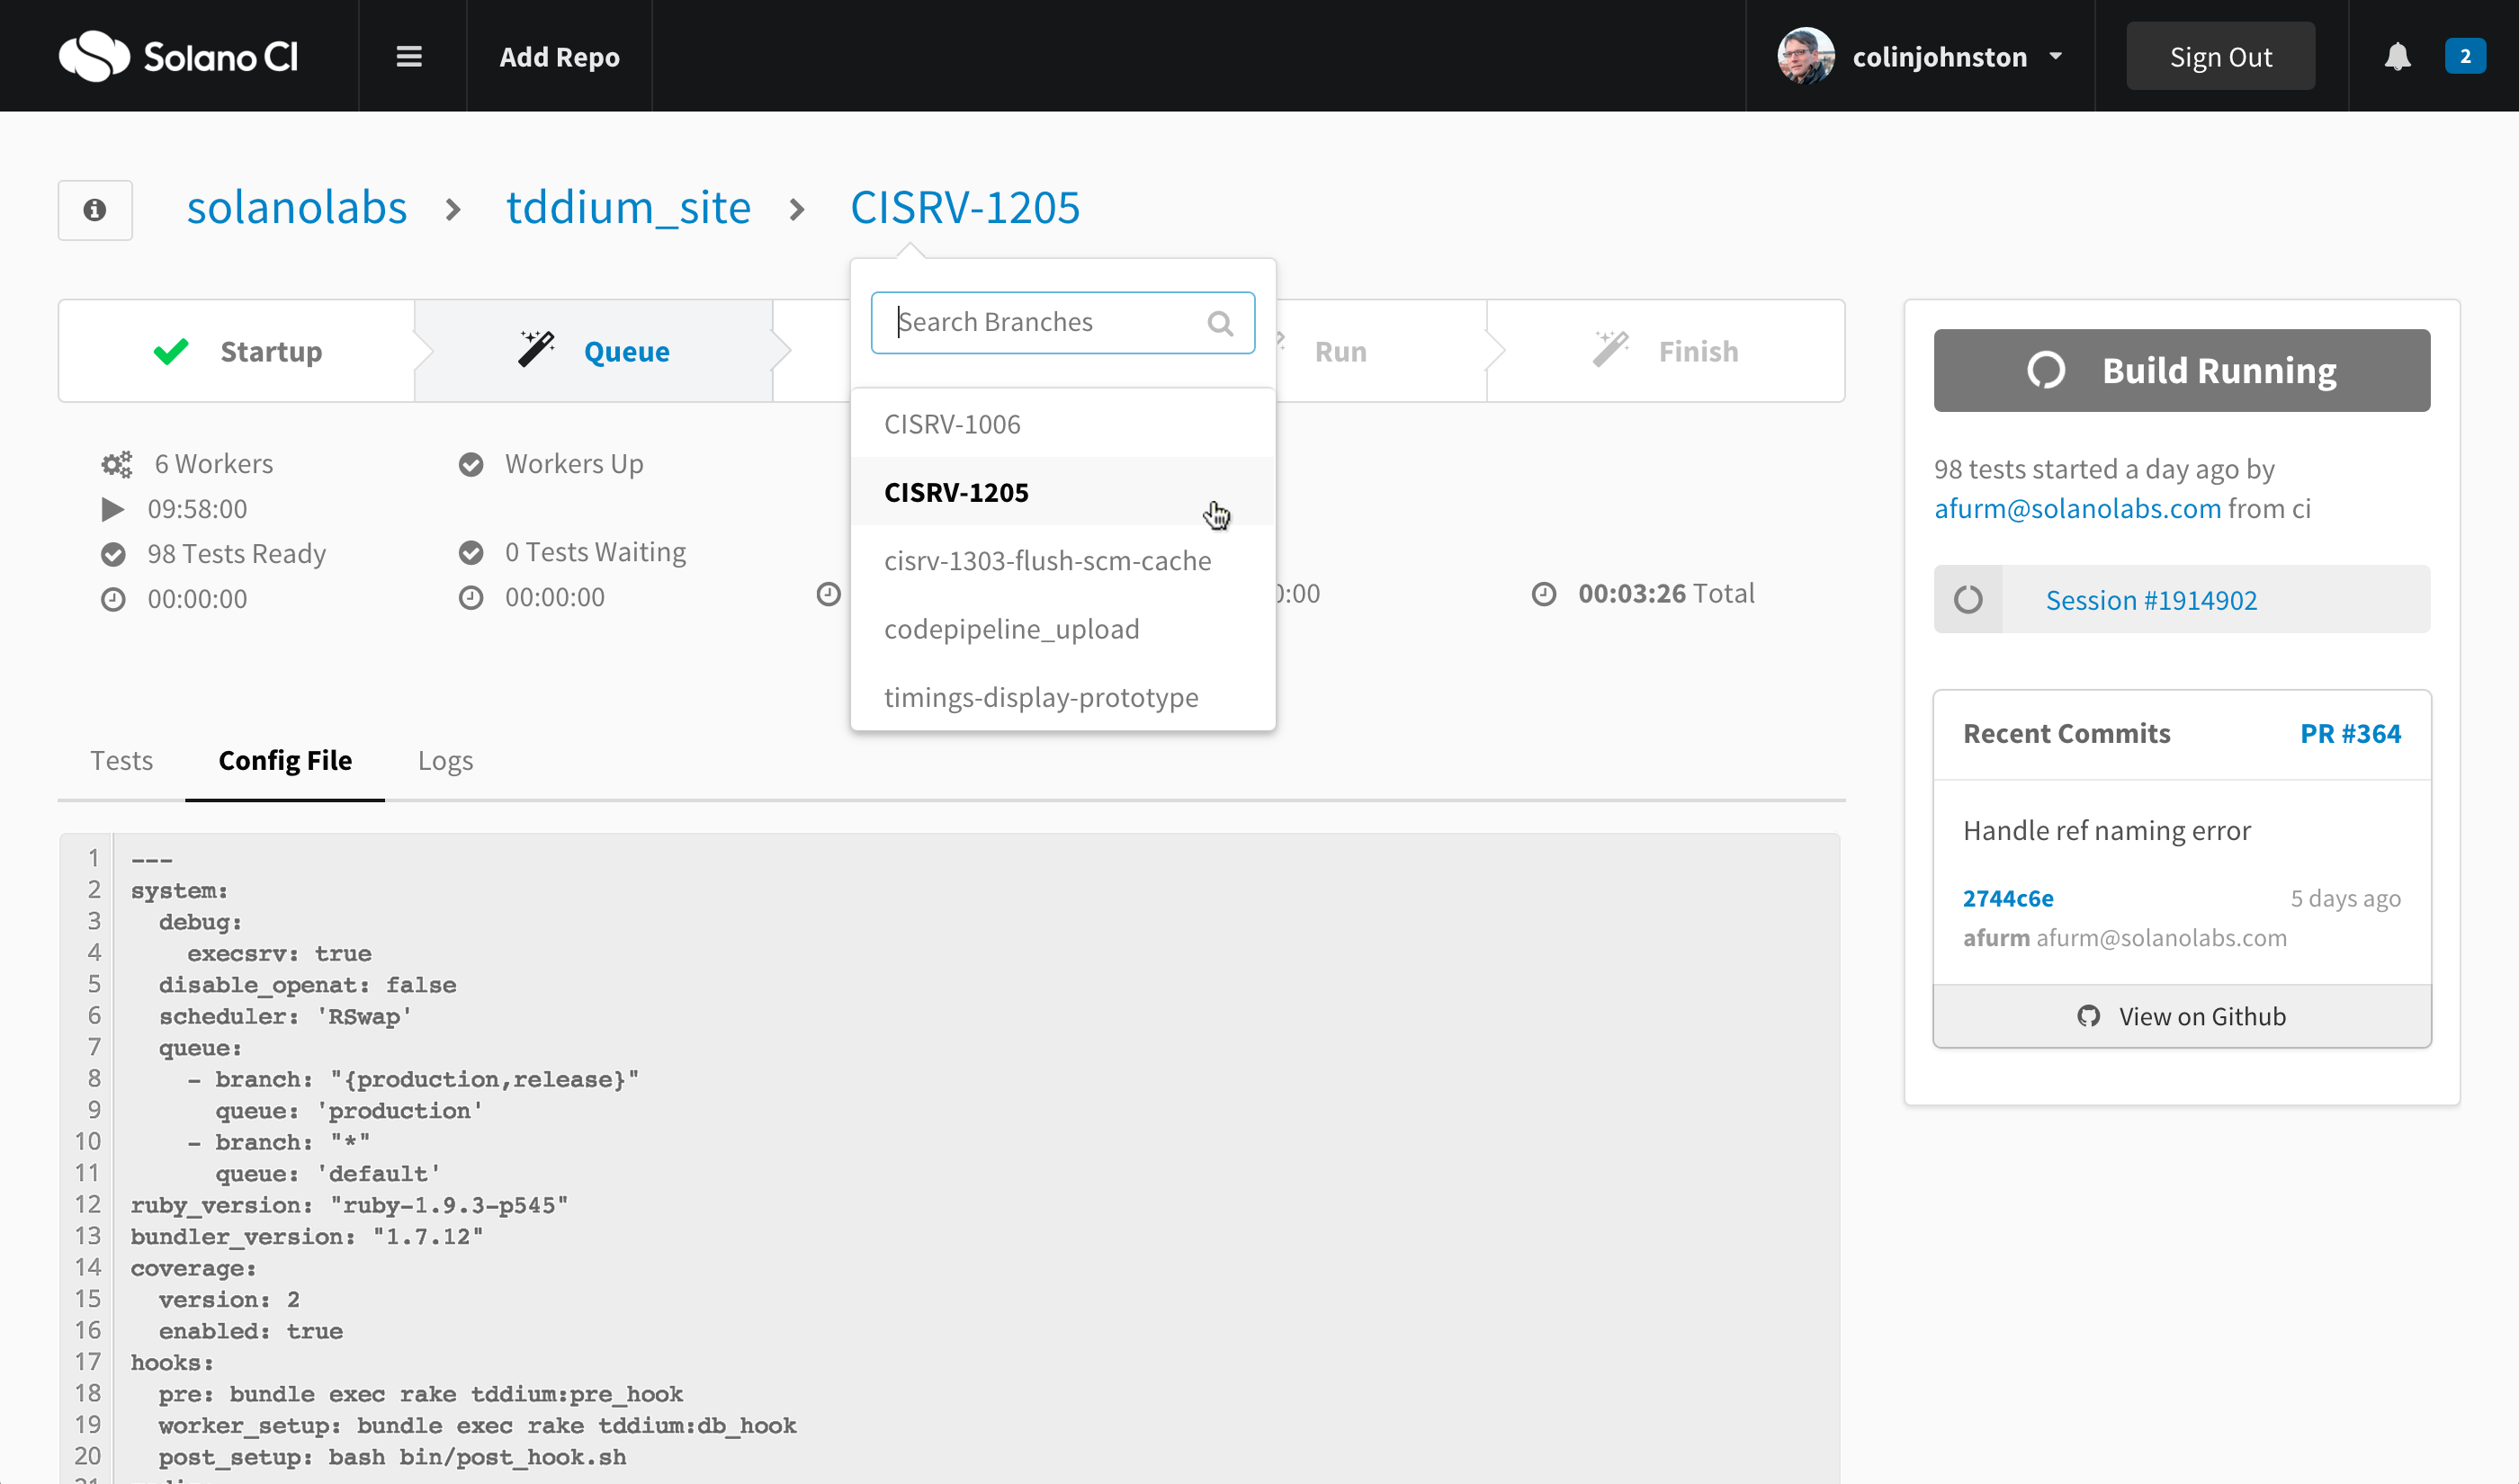 Solano CI
Add Repo
colinjohnston
Sign Out
2
solanolabs > tddium_site > CISRV-1205
Search Branches
CISRV-1006
CISRV-1205
cisrv-1303-flush-scm-cache
codepipeline_upload
timings-display-prototype
Startup
Queue
Run
Finish
6 Workers
09:58:00
98 Tests Ready
00:00:00
Workers Up
0 Tests Waiting
00:00:00
0:00
00:03:26 Total
Build Running
98 tests started a day ago by
afurm@solanolabs.com from ci
Session #1914902
Recent Commits PR #364
Handle ref naming error
2744c6e 5 days ago
afurm afurm@solanolabs.com
View on Github
Tests Config File Logs
1 ---
2 system:
3   debug:
4     execsrv: true
5   disable_openat: false
6   scheduler: 'RSwap'
7   queue:
8     - branch: "{production,release}"
9       queue: 'production'
10     - branch: "*"
11       queue: 'default'
12 ruby_version: "ruby-1.9.3-p545"
13 bundler_version: "1.7.12"
14 coverage:
15   version: 2
16   enabled: true
17 hooks:
18   pre: bundle exec rake tddium:pre_hook
19   worker_setup: bundle exec rake tddium:db_hook
20   post_setup: bash bin/post_hook.sh